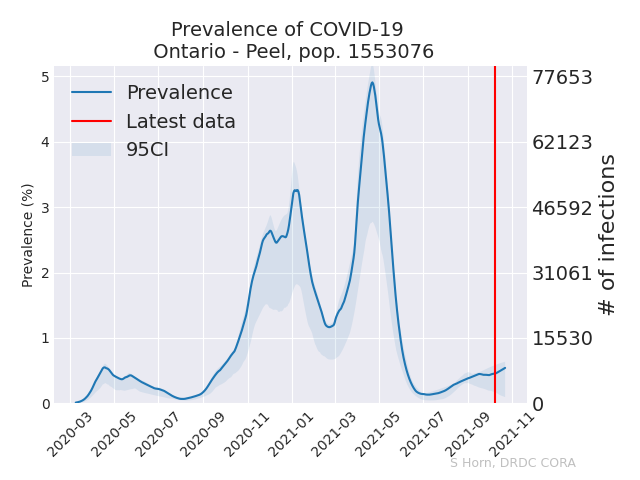 Prevalence of COVID-19
Ontario - Peel, pop. 1553076
Prevalence
Latest data
95CI
Prevalence (%)
5
4
3
2
1
0
77653
62123
46592
31061
15530
0
# of infections
2020-03
2020-05
2020-07
2020-09
2020-11
2021-01
2021-03
2021-05
2021-07
2021-09
2021-11
S Horn, DRDC CORA